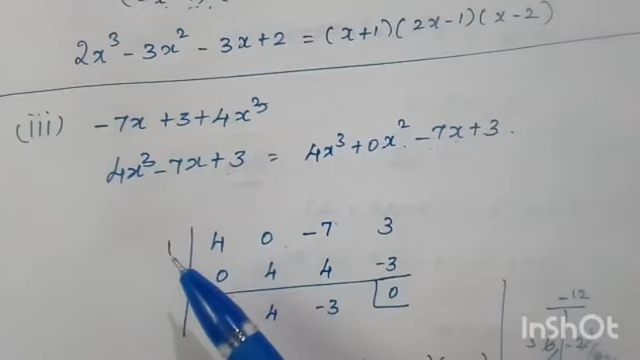 2x³ - 3x² - 3x + 2 = (x+1)(2x-1)(x-2)
(iii) -7x + 3 + 4x³
4x³ - 7x + 3 = 4x³ + 0x² - 7x + 3.
1 | 4 0 -7 3
0 4 4 -3
4 -3 0
-12
InShOt